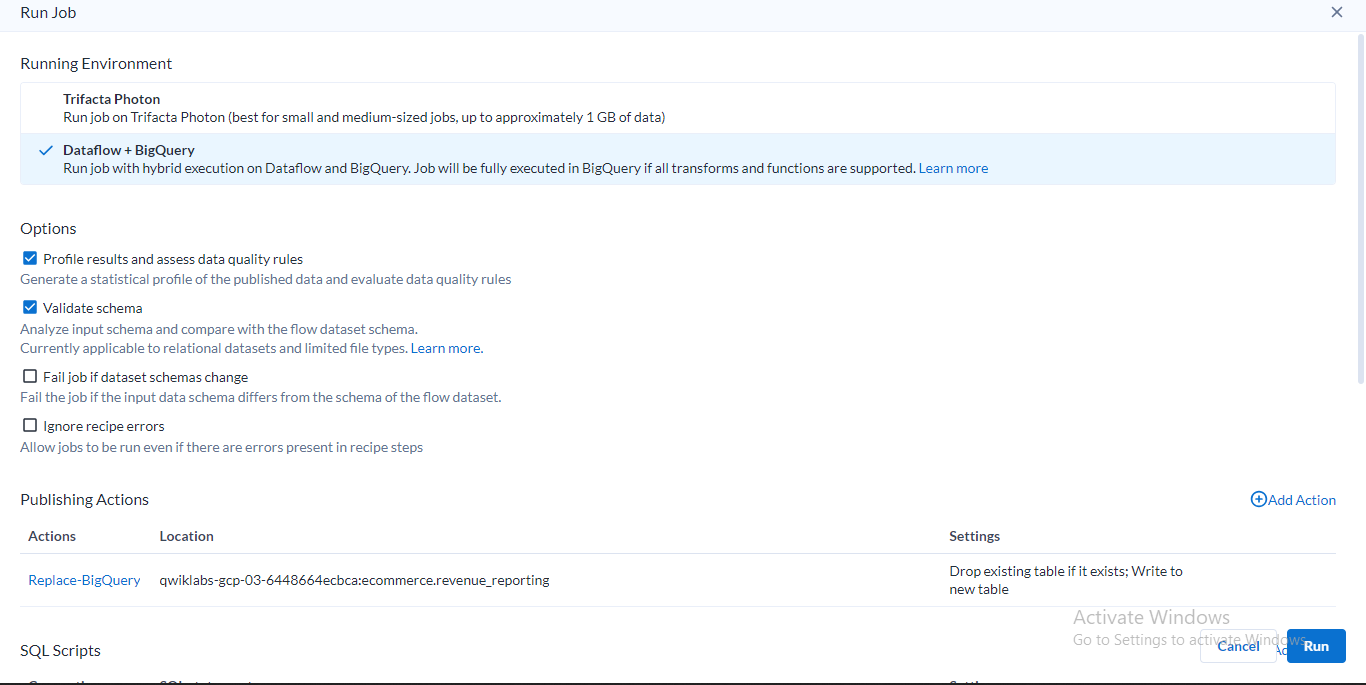 Run Job
Running Environment
Trifacta Photon
Run job on Trifacta Photon (best for small and medium-sized jobs, up to approximately 1 GB of data)
Dataflow + BigQuery
Run job with hybrid execution on Dataflow and BigQuery. Job will be fully executed in BigQuery if all transforms and functions are supported. Learn more
Options
Profile results and assess data quality rules
Generate a statistical profile of the published data and evaluate data quality rules
Validate schema
Analyze input schema and compare with the flow dataset schema.
Currently applicable to relational datasets and limited file types. Learn more.
Fail job if dataset schemas change
Fail the job if the input data schema differs from the schema of the flow dataset.
Ignore recipe errors
Allow jobs to be run even if there are errors present in recipe steps
Publishing Actions
Add Action
Actions Location Settings
Replace-BigQuery qwiklabs-gcp-03-6448664ecbca:ecommerce.revenue_reporting Drop existing table if it exists; Write to
new table
Activate Windows
Go to Settings to activate Windows.
SQL Scripts
Cancel
Run